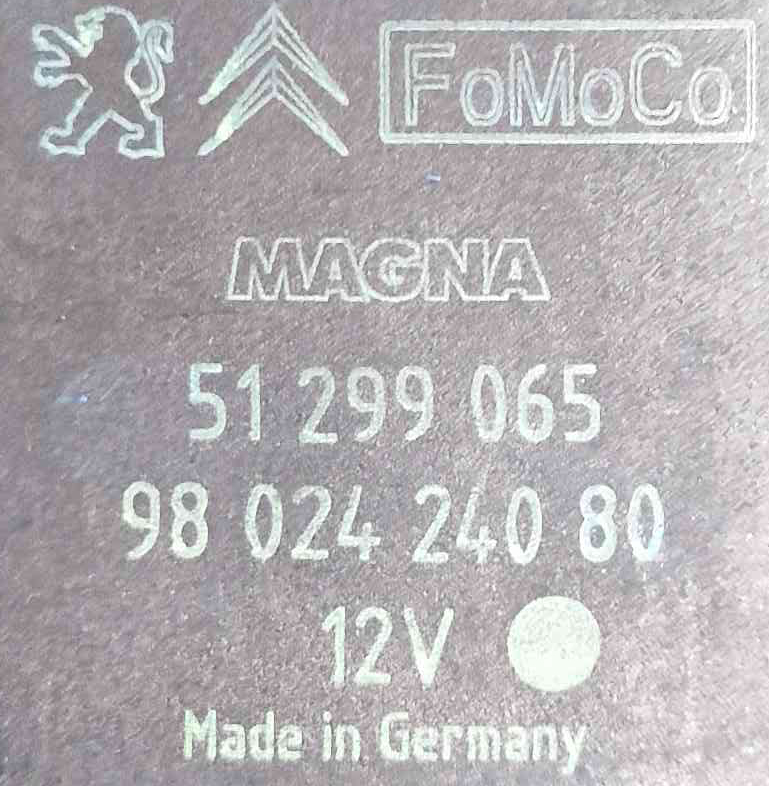 FoMoCo
MAGNA
51 299 065
98 024 240 80
12V
Made in Germany